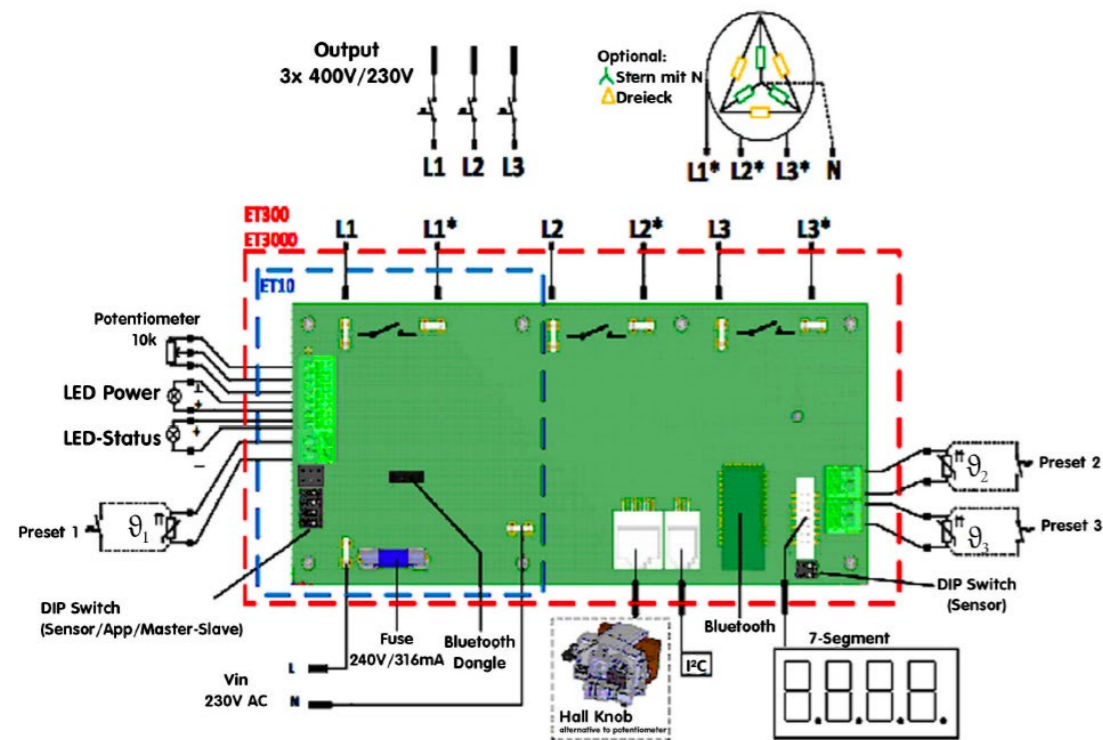 Output
3x 400V/230V
L1 L2 L3
Optional:
Stern mit N
Dreieck
L1* L2* L3* N
ET300
ET3000
L1 L1* L2 L2* L3 L3*
ET10
Potentiometer
10k
LED Power
+
LED-Status
+
−
Preset 1
ϑ1
ϑ2
Preset 2
ϑ3
Preset 3
DIP Switch
(Sensor/App/Master-Slave)
Fuse
240V/316mA
Bluetooth
Dongle
Vin
230V AC
L
N
Hall Knob
alternative to potentiometer
I²C
Bluetooth
DIP Switch
(Sensor)
7-Segment